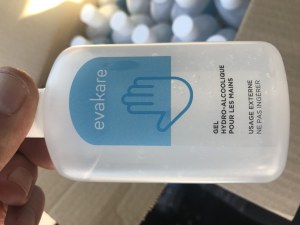 evakare
GEL
HYDRO-ALCOOLIQUE
POUR LES MAINS
USAGE EXTERNE
NE PAS INGÉRER